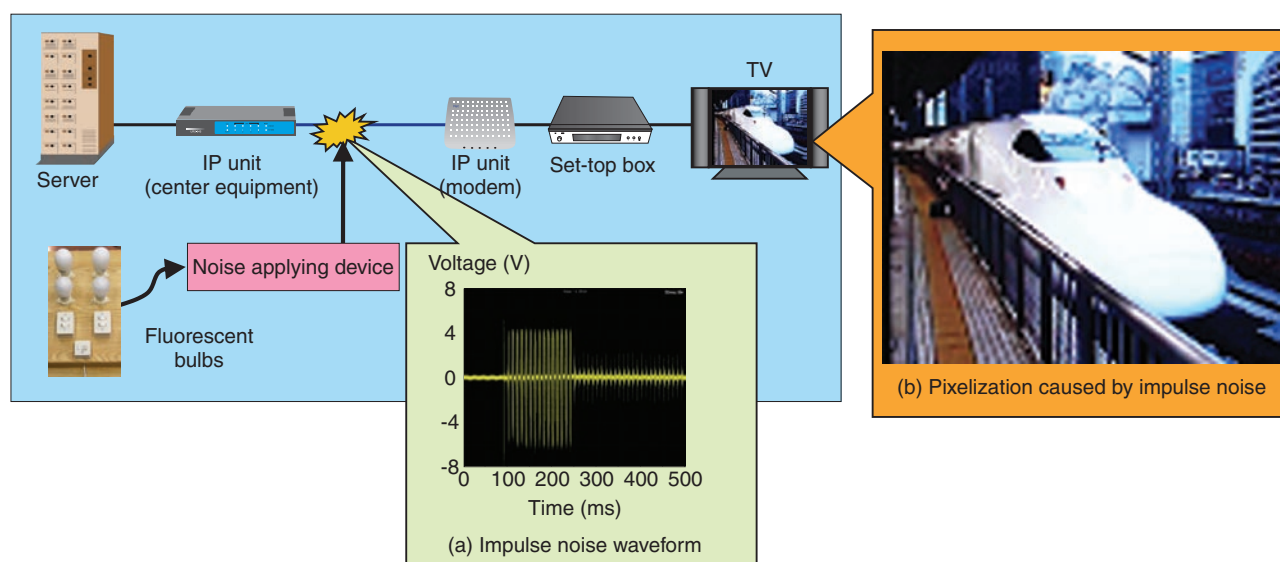 TV
Server
IP unit
(center equipment)
IP unit
(modem)
Set-top box
Noise applying device
Fluorescent
bulbs
Voltage (V)
8
4
0
-4
-8
0 100 200 300 400 500
Time (ms)
(a) Impulse noise waveform
(b) Pixelization caused by impulse noise